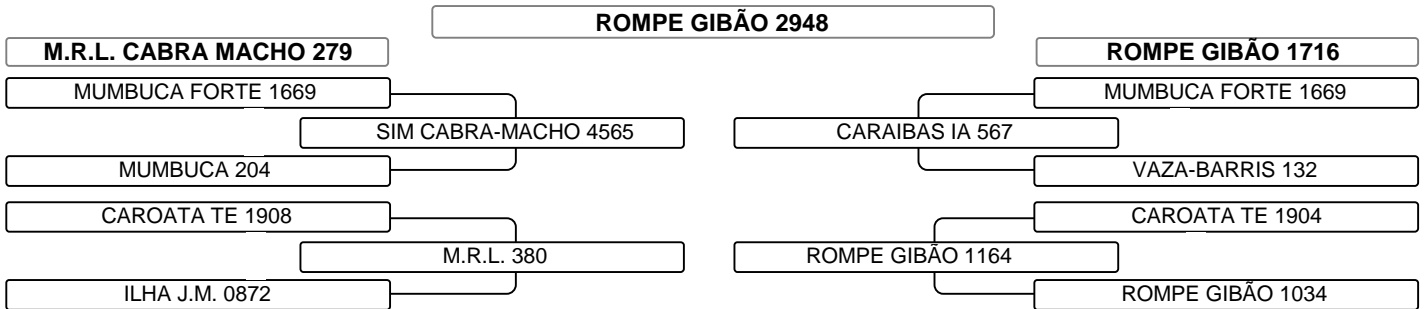 ROMPE GIBÃO 2948
M.R.L. CABRA MACHO 279
ROMPE GIBÃO 1716
MUMBUCA FORTE 1669
MUMBUCA FORTE 1669
SIM CABRA-MACHO 4565
CARAIBAS IA 567
MUMBUCA 204
VAZA-BARRIS 132
CAROATA TE 1908
CAROATA TE 1904
M.R.L. 380
ROMPE GIBÃO 1164
ILHA J.M. 0872
ROMPE GIBÃO 1034